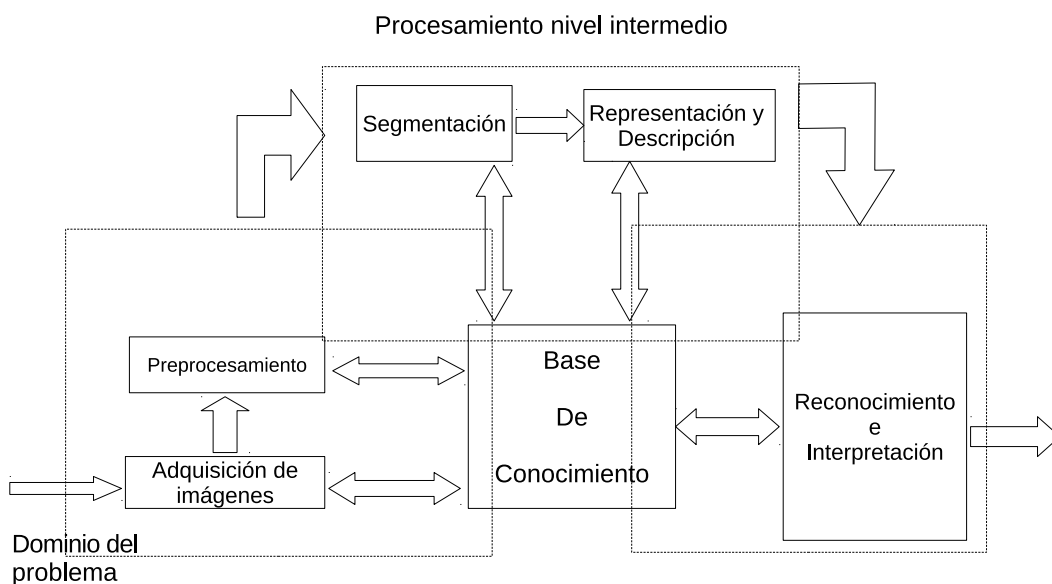 Procesamiento nivel intermedio
Segmentación
Representación y
Descripción
Preprocesamiento
Base
De
Conocimiento
Reconocimiento
e
Interpretación
Adquisición de
imágenes
Dominio del
problema